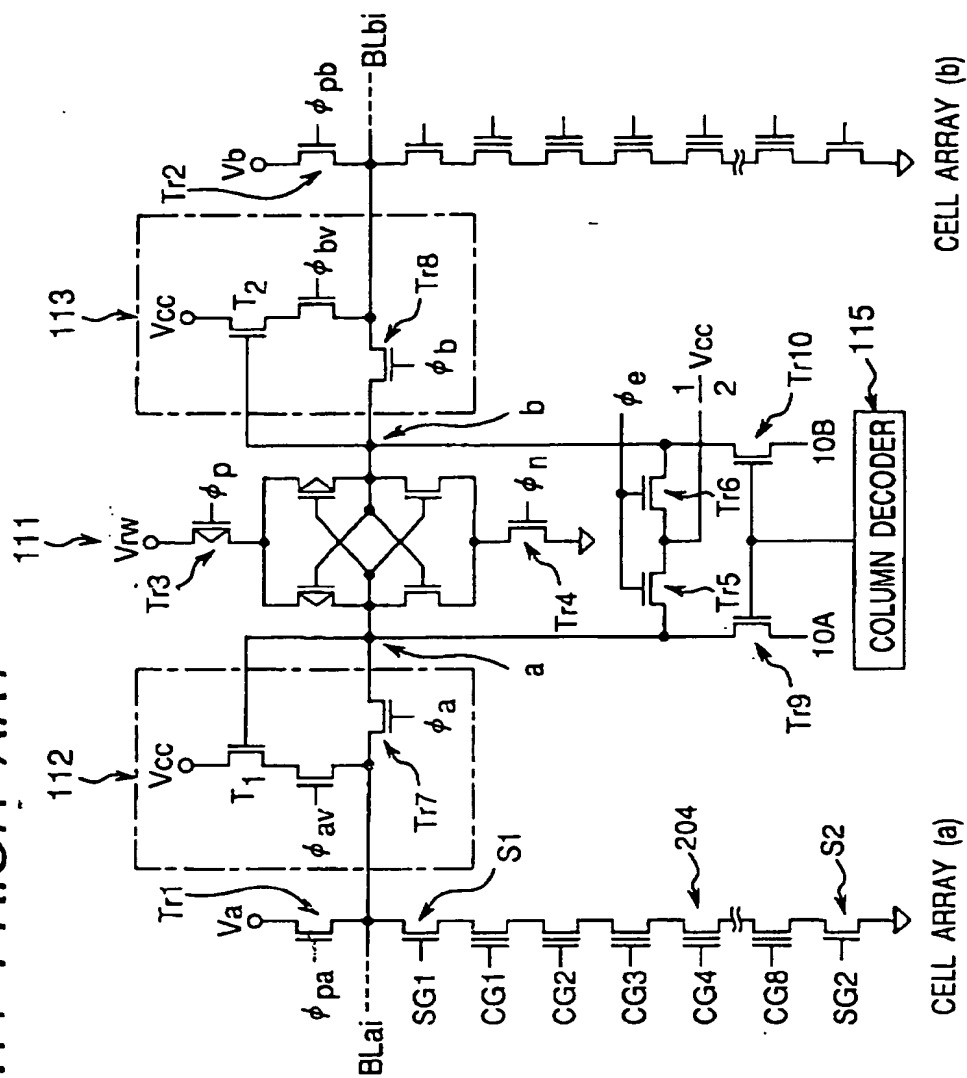 111
Vrw
Tr3
ϕp
112
Vcc
T1
ϕav
Tr7
ϕa
113
Vcc
T2
ϕbv
Tr8
ϕb
Va
Tr1
ϕpa
Vb
Tr2
ϕpb
BLai
BLbi
a
b
Tr4
ϕn
ϕe
Tr5
Tr6
1
2
Vcc
Tr9
Tr10
10A
10B
COLUMN DECODER
115
SG1
S1
CG1
CG2
CG3
CG4
204
CG8
SG2
S2
CELL ARRAY (a)
CELL ARRAY (b)